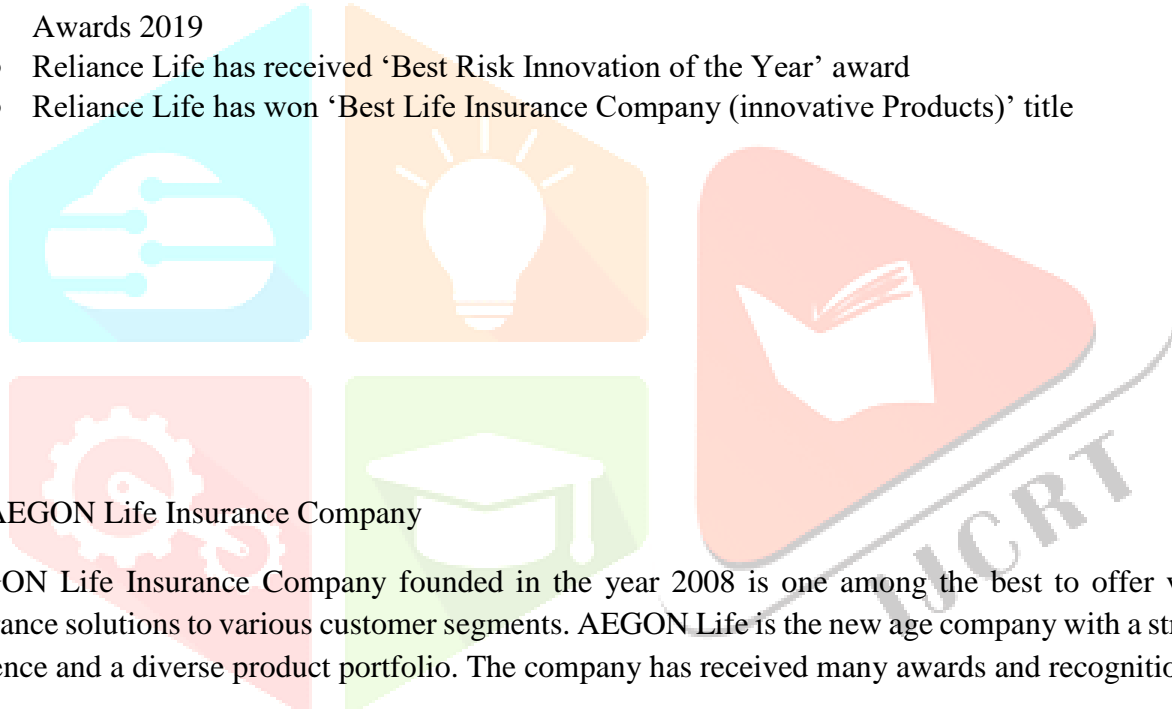 Awards 2019
Reliance Life has received ‘Best Risk Innovation of the Year’ award
Reliance Life has won ‘Best Life Insurance Company (innovative Products)’ title
AEGON Life Insurance Company
ON Life Insurance Company founded in the year 2008 is one among the best to offer
rance solutions to various customer segments. AEGON Life is the new age company with a
ence and a diverse product portfolio. The company has received many awards and
IJCRT